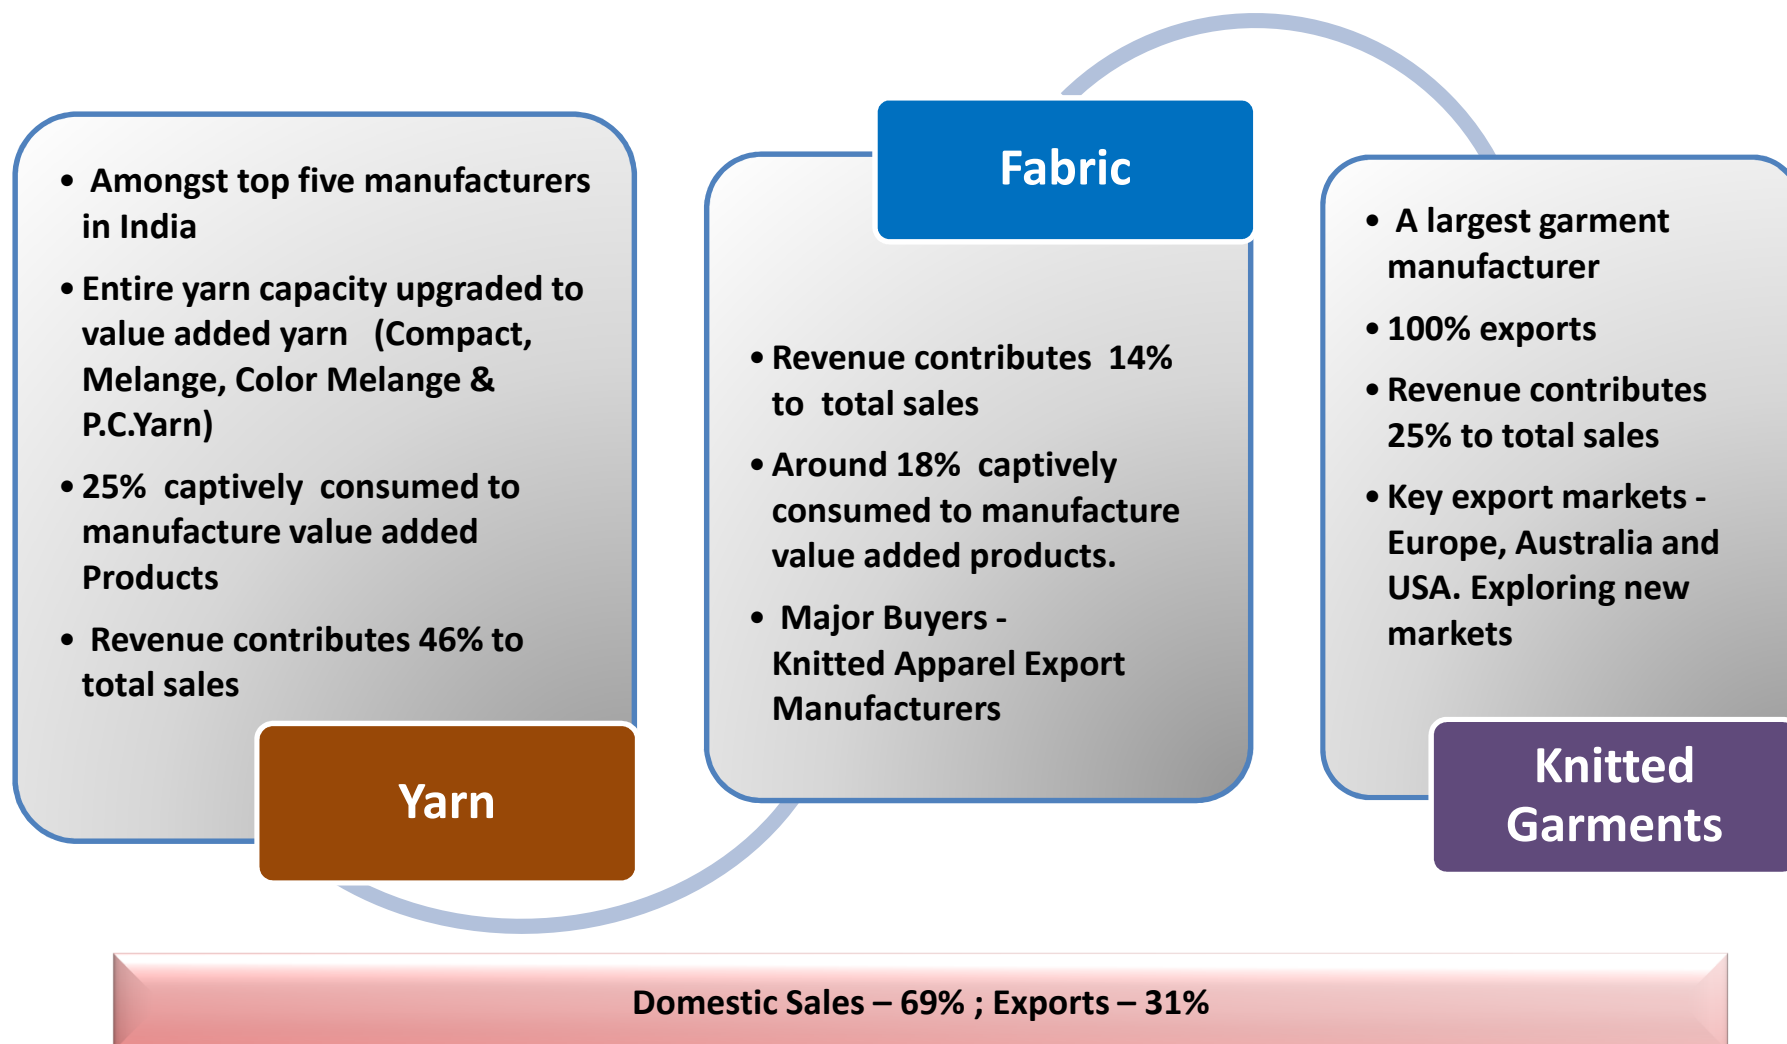 • Amongst top five manufacturers
in India
• Entire yarn capacity upgraded to
value added yarn (Compact,
Melange, Color Melange &
P.C.Yarn)
• 25% captively consumed to
manufacture value added
Products
• Revenue contributes 46% to
total sales
Yarn
Fabric
• Revenue contributes 14%
to total sales
• Around 18% captively
consumed to manufacture
value added products.
• Major Buyers -
Knitted Apparel Export
Manufacturers
• A largest garment
manufacturer
• 100% exports
• Revenue contributes
25% to total sales
• Key export markets -
Europe, Australia and
USA. Exploring new
markets
Knitted
Garments
Domestic Sales – 69% ; Exports – 31%